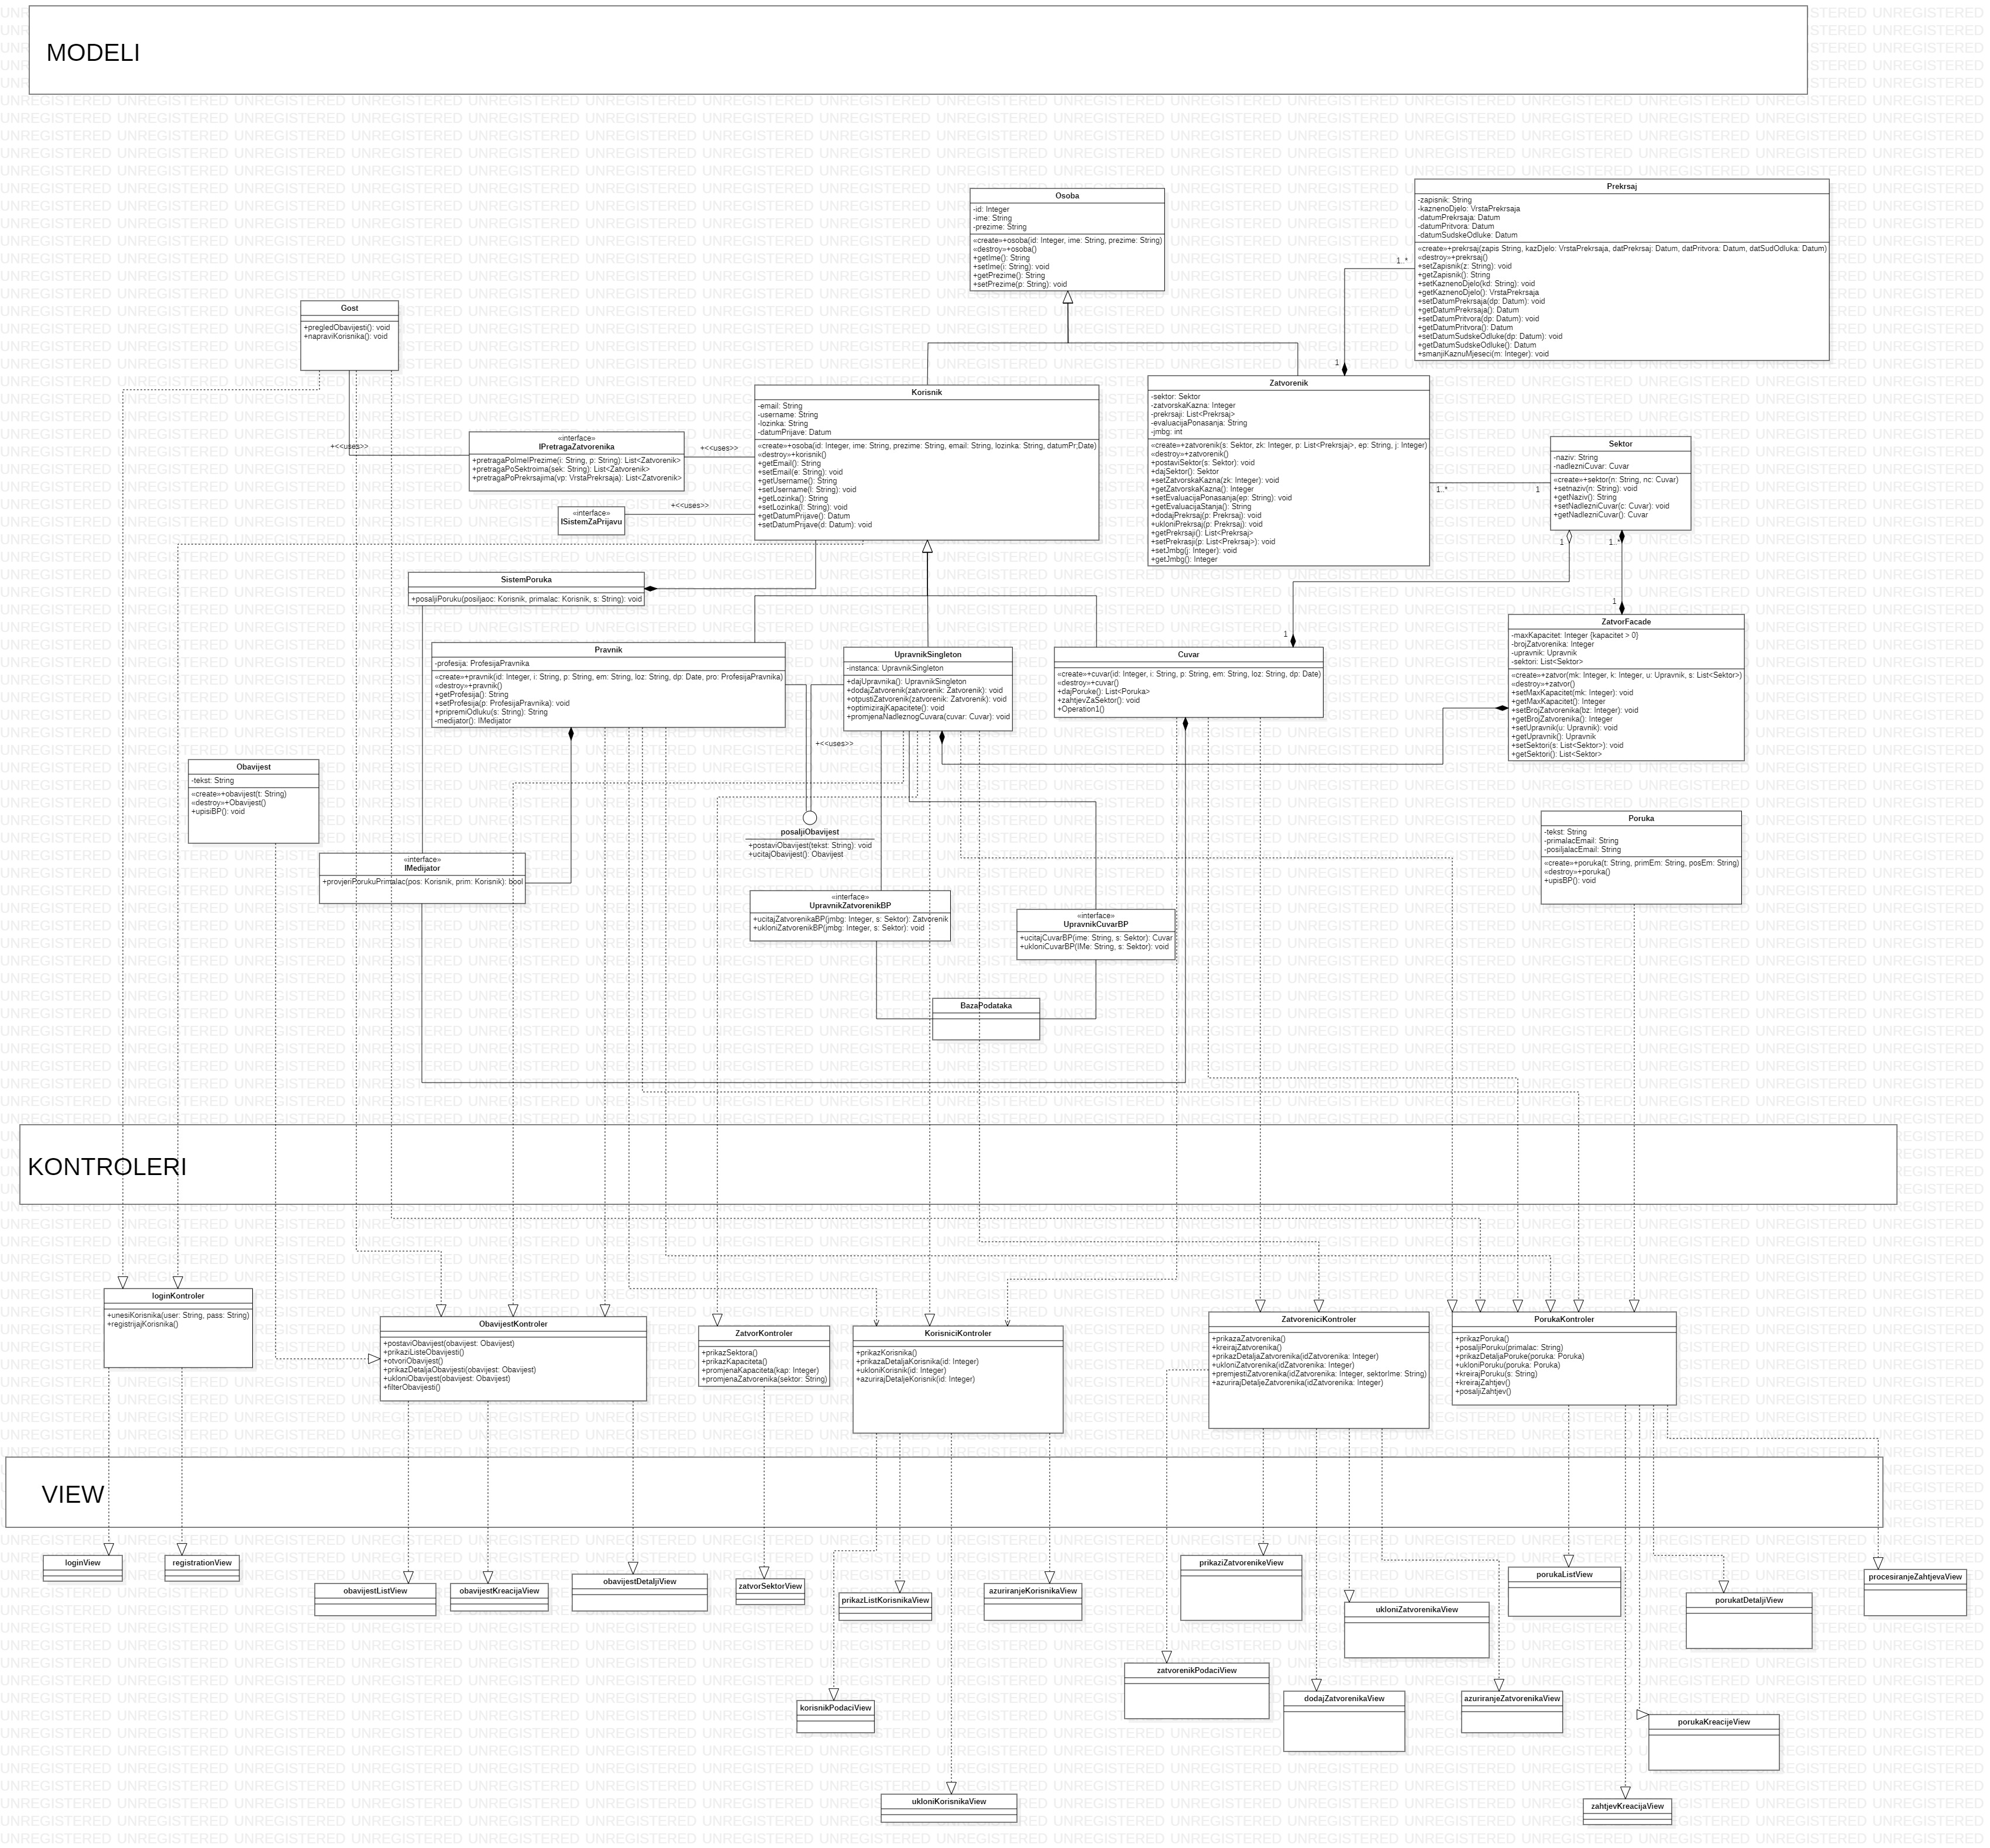 MODELI
Osoba
-id: Integer
-ime: String
-prezime: String
«create»+osoba(id: Integer, ime: String, prezime: String)
«destroy»+osoba()
+getIme(): String
+setIme(i: String): void
+getPrezime(): String
+setPrezime(p: String): void
Prekrsaj
-zapisnik: String
-kaznenoDjelo: VrstaPrekrsaja
-datumPrekrsaja: Datum
-datumPritvora: Datum
-datumSudskeOdluke: Datum
«create»+prekrsaj(zapis String, kazDjelo: VrstaPrekrsaja, datPrekrsaj: Datum, datPritvora: Datum, datSudOdluka: Datum)
«destroy»+prekrsaj()
+setZapisnik(z: String): void
+getZapisnik(): String
+setKaznenoDjelo(kd: String): void
+getKaznenoDjelo(): VrstaPrekrsaja
+setDatumPrekrsaja(dp: Datum): void
+getDatumPrekrsaja(): Datum
+setDatumPritvora(dp: Datum): void
+getDatumPritvora(): Datum
+setDatumSudskeOdluke(dp: Datum): void
+getDatumSudskeOdluke(): Datum
+smanjiKaznuMjeseci(m: Integer): void
1..*
1
Gost
+pregledObavijesti(): void
+napraviKorisnika(): void
+<<uses>>
«interface»
IPretragaZatvorenika
+pretragaPoImeIPrezime(i: String, p: String): List<Zatvorenik>
+pretragaPoSektroima(sek: String): List<Zatvorenik>
+pretragaPoPrekrsajima(vp: VrstaPrekrsaja): List<Zatvorenik>
+<<uses>>
«interface»
ISistemZaPrijavu
+<<uses>>
Korisnik
-email: String
-username: String
-lozinka: String
-datumPrijave: Datum
«create»+osoba(id: Integer, ime: String, prezime: String, email: String, lozinka: String, datumPr;Date)
«destroy»+korisnik()
+getEmail(): String
+setEmail(e: String): void
+getUsername(): String
+setUsername(l: String): void
+getLozinka(): String
+setLozinka(l: String): void
+getDatumPrijave(): Datum
+setDatumPrijave(d: Datum): void
Zatvorenik
-sektor: Sektor
-zatvorskaKazna: Integer
-prekrsaji: List<Prekrsaj>
-evaluacijaPonasanja: String
-jmbg: int
«create»+zatvorenik(s: Sektor, zk: Integer, p: List<Prekrsjaj>, ep: String, j: Integer)
«destroy»+zatvorenik()
+postaviSektor(s: Sektor): void
+dajSektor(): Sektor
+setZatvorskaKazna(zk: Integer): void
+getZatvorskaKazna(): Integer
+setEvaluacijaPonasanja(ep: String): void
+getEvaluacijaStanja(): String
+dodajPrekrsaj(p: Prekrsaj): void
+ukloniPrekrsaj(p: Prekrsaj): void
+getPrekrsaji(): List<Prekrsaj>
+setPrekrasji(p: List<Prekrsaj>): void
+setJmbg(j: Integer): void
+getJmbg(): Integer
1..*
1
Sektor
-naziv: String
-nadlezniCuvar: Cuvar
«create»+sektor(n: String, nc: Cuvar)
+setnaziv(n: String): void
+getNaziv(): String
+setNadlezniCuvar(c: Cuvar): void
+getNadlezniCuvar(): Cuvar
1
1..*
1
1
SistemPoruka
+posaljiPoruku(posiljaoc: Korisnik, primalac: Korisnik, s: String): void
Pravnik
-profesija: ProfesijaPravnika
«create»+pravnik(id: Integer, i: String, p: String, em: String, loz: String, dp: Date, pro: ProfesijaPravnika)
«destroy»+pravnik()
+getProfesija(): String
+setProfesija(p: ProfesijaPravnika): void
+pripremiOdluku(s: String): String
-medijator(): IMedijator
UpravnikSingleton
-instanca: UpravnikSingleton
+dajUpravnika(): UpravnikSingleton
+dodajZatvorenik(zatvorenik: Zatvorenik): void
+otpustiZatvorenik(zatvorenik: Zatvorenik): void
+optimizirajKapacitete(): void
+promjenaNadleznogCuvara(cuvar: Cuvar): void
Cuvar
«create»+cuvar(id: Integer, i: String, p: String, em: String, loz: String, dp: Date)
«destroy»+cuvar()
+dajPoruke(): List<Poruka>
+zahtjevZaSektor(): void
+Operation1()
ZatvorFacade
-maxKapacitet: Integer {kapacitet > 0}
-brojZatvorenika: Integer
-upravnik: Upravnik
-sektori: List<Sektor>
«create»+zatvor(mk: Integer, k: Integer, u: Upravnik, s: List<Sektor>)
«destroy»+zatvor()
+setMaxKapacitet(mk: Integer): void
+getMaxKapacitet(): Integer
+setBrojZatvorenika(bz: Integer): void
+getBrojZatvorenika(): Integer
+setUpravnik(u: Upravnik): void
+getUpravnik(): Upravnik
+setSektori(s: List<Sektor>): void
+getSektori(): List<Sektor>
+<<uses>>
Obavijest
-tekst: String
«create»+obavijest(t: String)
«destroy»+Obavijest()
+upisiBP(): void
posaljiObavijest
+postaviObavijest(tekst: String): void
+ucitajObavijest(): Obavijest
Poruka
-tekst: String
-primalacEmail: String
-posiljalacEmail: String
«create»+poruka(t: String, primEm: String, posEm: String)
«destroy»+poruka()
+upisBP(): void
«interface»
IMedijator
+provjeriPorukuPrimalac(pos: Korisnik, prim: Korisnik): bool
«interface»
UpravnikZatvorenikBP
+ucitajZatvorenikaBP(jmbg: Integer, s: Sektor): Zatvorenik
+ukloniZatvorenikBP(jmbg: Integer, s: Sektor): void
«interface»
UpravnikCuvarBP
+ucitajCuvarBP(ime: String, s: Sektor): Cuvar
+ukloniCuvarBP(IMe: String, s: Sektor): void
BazaPodataka
KONTROLERI
loginKontroler
+unesiKorisnika(user: String, pass: String)
+registrijajKorisnika()
ObavijestKontroler
+postaviObavijest(obavijest: Obavijest)
+prikaziListeObavijesti()
+otvoriObavijest()
+prikazDetaljaObavijesti(obavijest: Obavijest)
+ukloniObavijest(obavijest: Obavijest)
+filterObavijesti()
ZatvorKontroler
+prikazSektora()
+prikazKapaciteta()
+promjenaKapaciteta(kap: Integer)
+promjenaZatvorenika(sektor: String)
KorisniciKontroler
+prikazKorisnika()
+prikazaDetaljaKorisnika(id: Integer)
+ukloniKorisnik(id: Integer)
+azurirajDetaljeKorisnik(id: Integer)
ZatvoreniciKontroler
+prikazaZatvorenika()
+kreirajZatvorenika()
+prikazDetaljaZatvorenika(idZatvorenika: Integer)
+ukloniZatvorenika(idZatvorenika: Integer)
+premjestiZatvorenika(idZatvorenika: Integer, sektorIme: String)
+azurirajDetaljeZatvorenika(idZatvorenika: Integer)
PorukaKontroler
+prikazPoruka()
+posaljiPoruku(primalac: String)
+prikazDetaljaPoruke(poruka: Poruka)
+ukloniPoruku(poruka: Poruka)
+kreirajPoruku(s: String)
+kreirajZahtjev()
+posaljiZahtjev()
VIEW
loginView
registrationView
obavijestListView
obavijestKreacijaView
obavijestDetaljiView
zatvorSektorView
prikazListKorisnikaView
azuriranjeKorisnikaView
prikaziZatvorenikeView
ukloniZatvorenikaView
porukaListView
porukatDetaljiView
procesiranjeZahtjevaView
korisnikPodaciView
zatvorenikPodaciView
dodajZatvorenikaView
azuriranjeZatvorenikaView
porukaKreacijeView
ukloniKorisnikaView
zahtjevKreacijaView